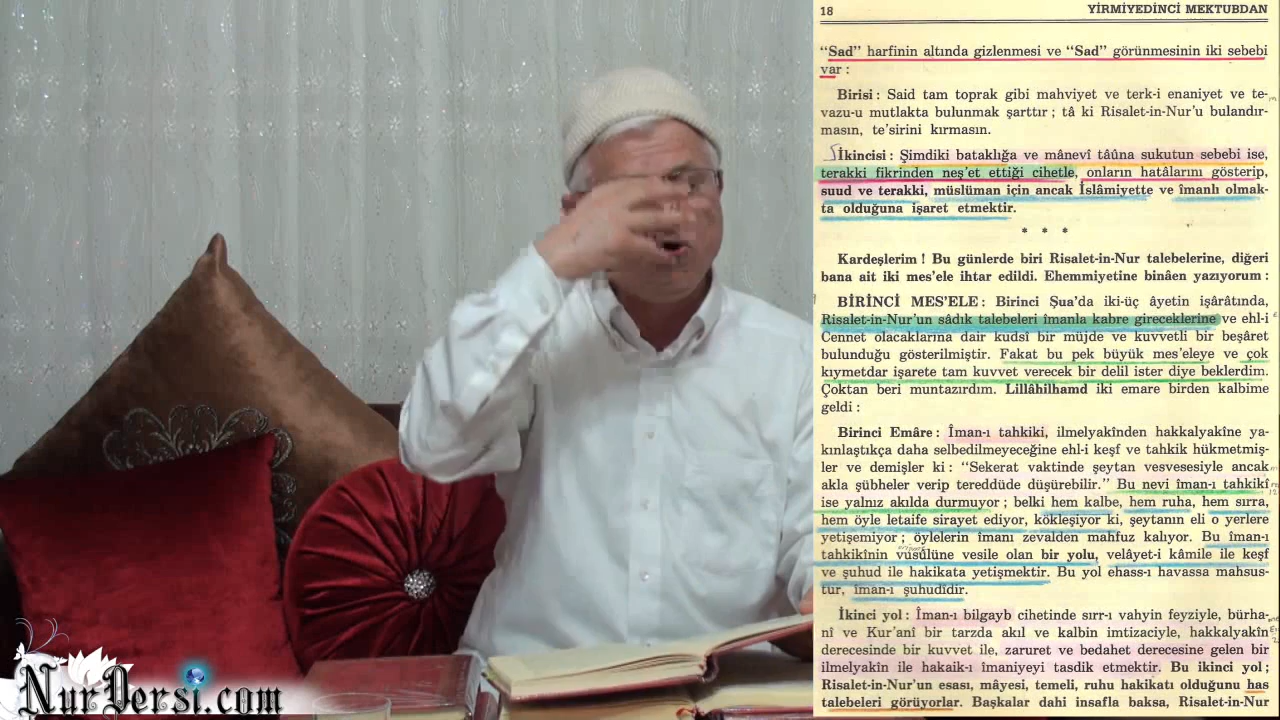 18 YİRMİYEDİNCİ MEKTUBDAN
“Sad” harfinin altında gizlenmesi ve “Sad” görünmesinin iki sebebi
var :
Birisi : Said tam toprak gibi mahviyet ve terk-i enaniyet ve te-
vazu-u mutlakta bulunmak şarttır ; tâ ki Risalet-in-Nur'u bulandır-
masın, te'sirini kırmasın.
İkincisi : Şimdiki bataklığa ve mânevî tâûna sukutun sebebi ise,
terakki fikrinden neş'et ettiği cihetle, onların hatâlarını gösterip,
suud ve terakki, müslüman için ancak İslâmiyette ve îmanlı olmak-
ta olduğuna işaret etmektir.
* * *
Kardeşlerim ! Bu günlerde biri Risalet-in-Nur talebelerine, diğeri
bana ait iki mes'ele ihtar edildi. Ehemmiyetine binâen yazıyorum :
BİRİNCİ MES'ELE : Birinci Şua'da iki-üç âyetin işârâtında,
Risalet-in-Nur'un sâdık talebeleri îmanla kabre gireceklerine ve ehl-i
Cennet olacaklarına dair kudsî bir müjde ve kuvvetli bir beşâret
bulunduğu gösterilmiştir. Fakat bu pek büyük mes'eleye ve çok
kıymetdar işarete tam kuvvet verecek bir delil ister diye beklerdim.
Çoktan beri muntazırdım. Lillâhilhamd iki emare birden kalbime
geldi :
Birinci Emâre : Îman-ı tahkiki, ilmelyakînden hakkalyakîne ya-
kınlaştıkça daha selbedilmeyeceğine ehl-i keşf ve tahkik hükmetmiş-
ler ve demişler ki : “Sekerat vaktinde şeytan vesvesesiyle ancak
akla şübheler verip tereddüde düşürebilir.” Bu nevi îman-ı tahkikî
ise yalnız akılda durmuyor ; belki hem kalbe, hem ruha, hem sırra,
hem öyle letaife sirayet ediyor, kökleşiyor ki, şeytanın eli o yerlere
yetişemiyor ; öylelerin îmanı zevalden mahfuz kalıyor. Bu îman-ı
tahkikînin vüsûlüne vesile olan bir yolu, velâyet-i kâmile ile keşf
ve şuhud ile hakikata yetişmektir. Bu yol ehass-ı havassa mahsus-
tur, îman-ı şuhudîdir.
İkinci yol : Îman-ı bilgayb cihetinde sırr-ı vahyin feyziyle, bürha-
nî ve Kur'anî bir tarzda akıl ve kalbin imtizaciyle, hakkalyakîn
derecesinde bir kuvvet ile, zaruret ve bedahet derecesine gelen bir
ilmelyakîn ile hakaik-ı îmaniyeyi tasdik etmektir. Bu ikinci yol ;
Risalet-in-Nur'un esası, mâyesi, temeli, ruhu hakikatı olduğunu has
talebeleri görüyorlar. Başkalar dahi insafla baksa, Risalet-in-Nur
NurDersi.com